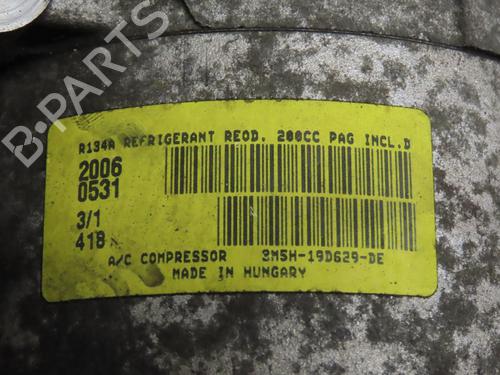 R134A REFRIGERANT REQD. 200CC PAG INCL.D
2006
0531
3/1
418
A/C COMPRESSOR 3M5H-19D629-DE
MADE IN HUNGARY
B-PARTS